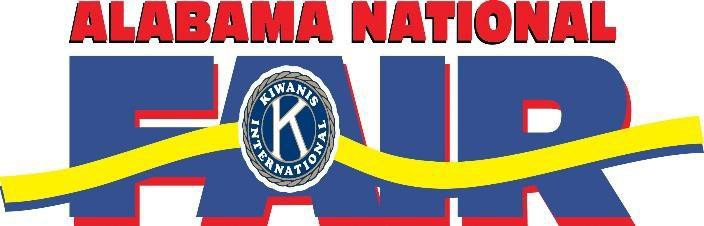 ALABAMA NATIONAL
FAIR
KIWANIS
K
INTERNATIONAL